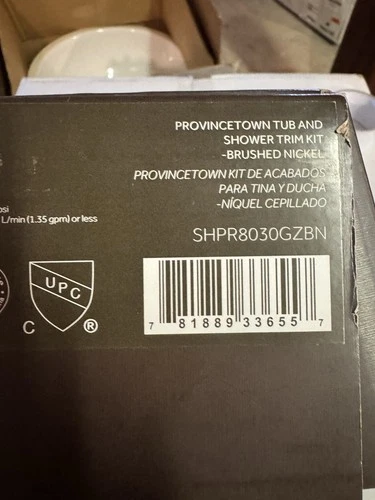 PROVINCETOWN TUB AND
SHOWER TRIM KIT
-BRUSHED NICKEL
PROVINCETOWN KIT DE ACABADOS
PARA TINA Y DUCHA
-NÍQUEL CEPILLADO
psi
L/min (1.35 gpm) or less
SHPR8030GZBN
UPC
C ®
7 81889 33655 7